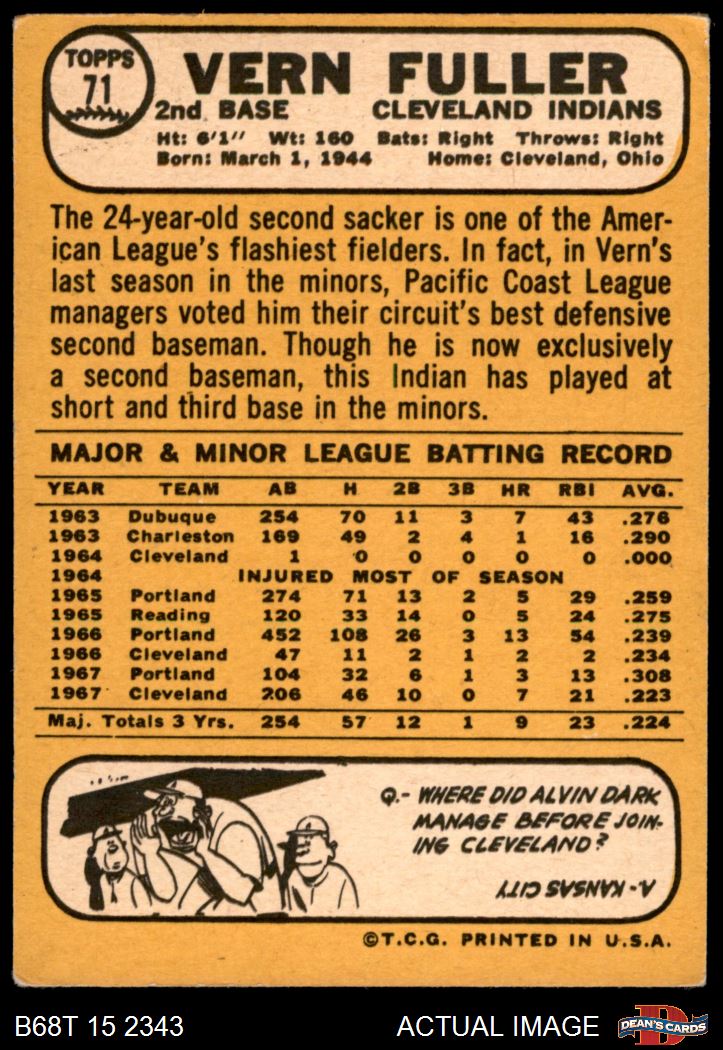 TOPPS
71
VERN FULLER
2nd BASE CLEVELAND INDIANS
Ht: 6'1" Wt: 160 Bats: Right Throws: Right
Born: March 1, 1944 Home: Cleveland, Ohio
The 24-year-old second sacker is one of the Amer-
ican League's flashiest fielders. In fact, in Vern's
last season in the minors, Pacific Coast League
managers voted him their circuit's best defensive
second baseman. Though he is now exclusively
a second baseman, this Indian has played at
short and third base in the minors.
MAJOR & MINOR LEAGUE BATTING RECORD
YEAR TEAM AB H 2B 3B HR RBI AVG.
1963 Dubuque 254 70 11 3 7 43 .276
1963 Charleston 169 49 2 4 1 16 .290
1964 Cleveland 1 0 0 0 0 0 .000
1964 INJURED MOST OF SEASON
1965 Portland 274 71 13 2 5 29 .259
1965 Reading 120 33 14 0 5 24 .275
1966 Portland 452 108 26 3 13 54 .239
1966 Cleveland 47 11 2 1 2 2 .234
1967 Portland 104 32 6 1 3 13 .308
1967 Cleveland 206 46 10 0 7 21 .223
Maj. Totals 3 Yrs. 254 57 12 1 9 23 .224
Q.- WHERE DID ALVIN DARK
MANAGE BEFORE JOIN-
ING CLEVELAND?
A- KANSAS CITY
©T.C.G. PRINTED IN U.S.A.
B68T 15 2343 ACTUAL IMAGE
D
DEAN'S CARDS